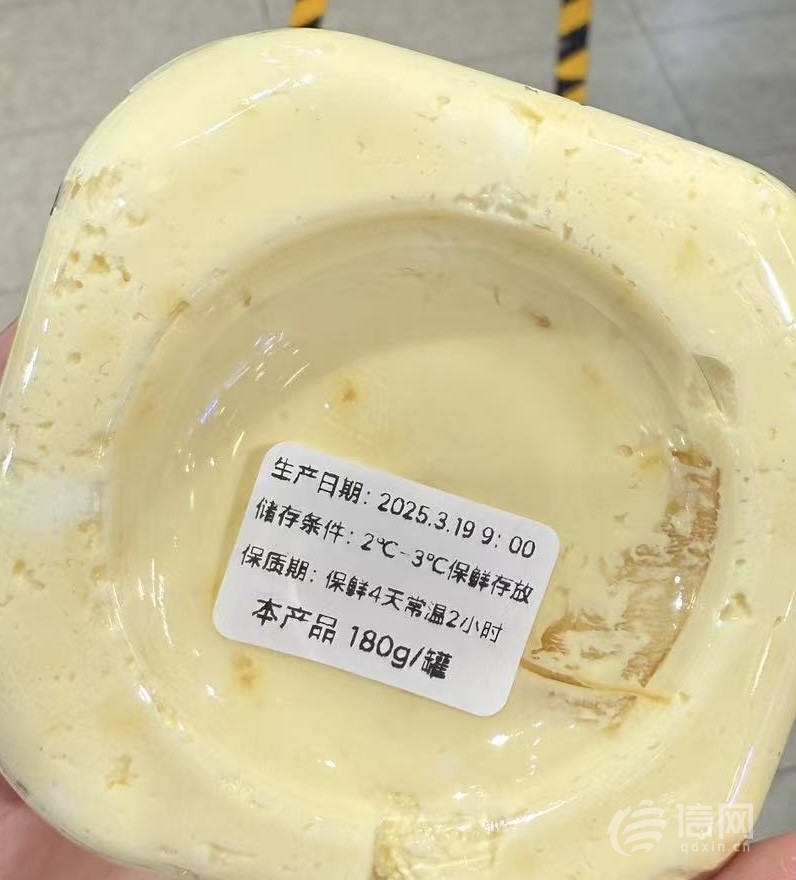 生产日期：2025.3.19 9：00
储存条件：2℃-3℃保鲜存放
保质期：保鲜4天常温2小时
本产品 180g/罐
信网
qdxin.cn